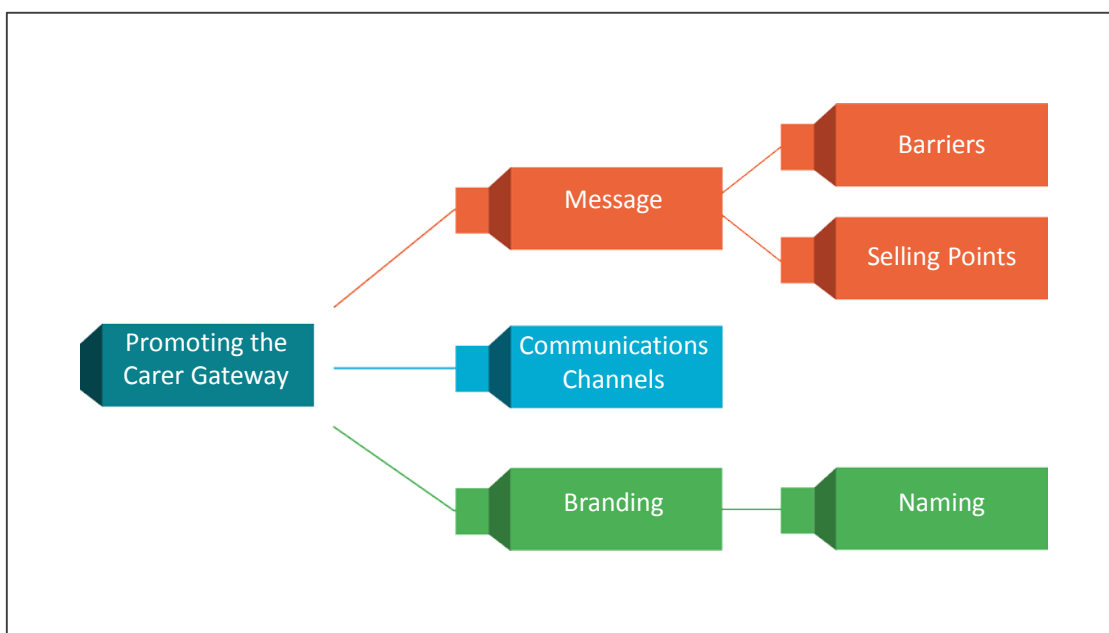 Barriers
Message
Selling Points
Promoting the
Carer Gateway
Communications
Channels
Branding
Naming